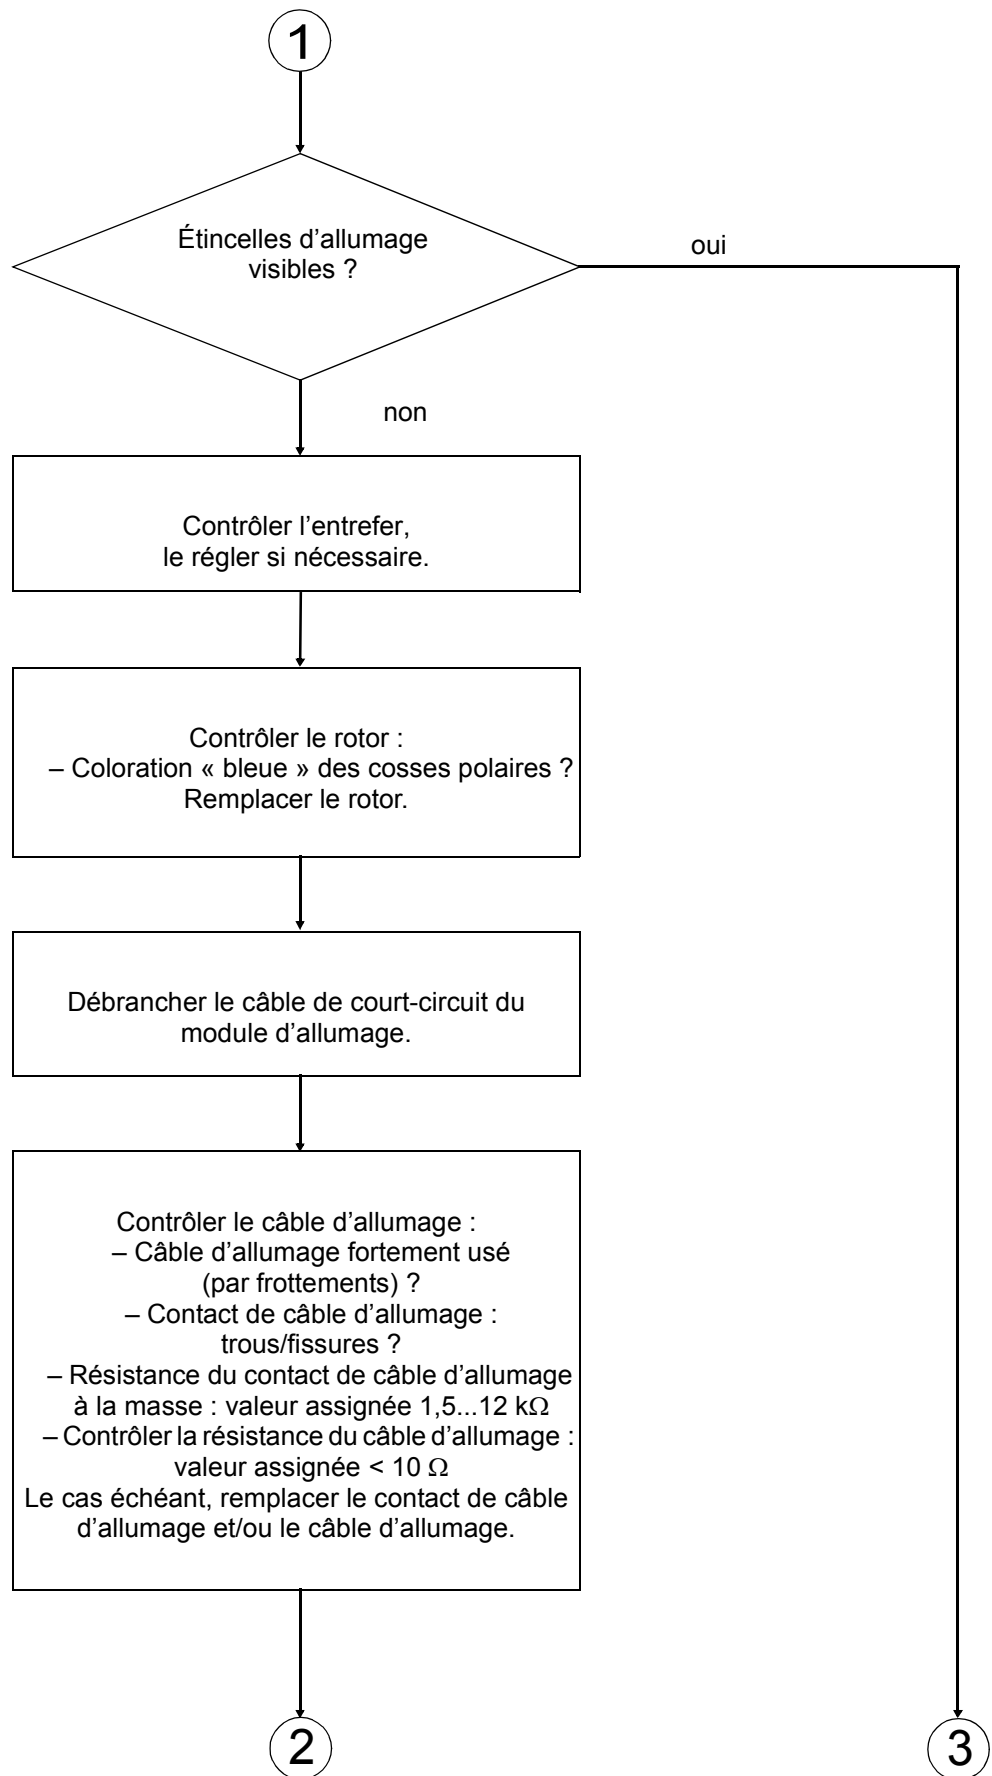 1
Étincelles d’allumage
visibles ?
oui
non
Contrôler l’entrefer,
le régler si nécessaire.
Contrôler le rotor :
– Coloration « bleue » des cosses polaires ?
Remplacer le rotor.
Débrancher le câble de court-circuit du
module d’allumage.
Contrôler le câble d’allumage :
– Câble d’allumage fortement usé
(par frottements) ?
– Contact de câble d’allumage :
trous/fissures ?
– Résistance du contact de câble d’allumage
à la masse : valeur assignée 1,5...12 kΩ
– Contrôler la résistance du câble d’allumage :
valeur assignée < 10 Ω
Le cas échéant, remplacer le contact de câble
d’allumage et/ou le câble d’allumage.
2
3